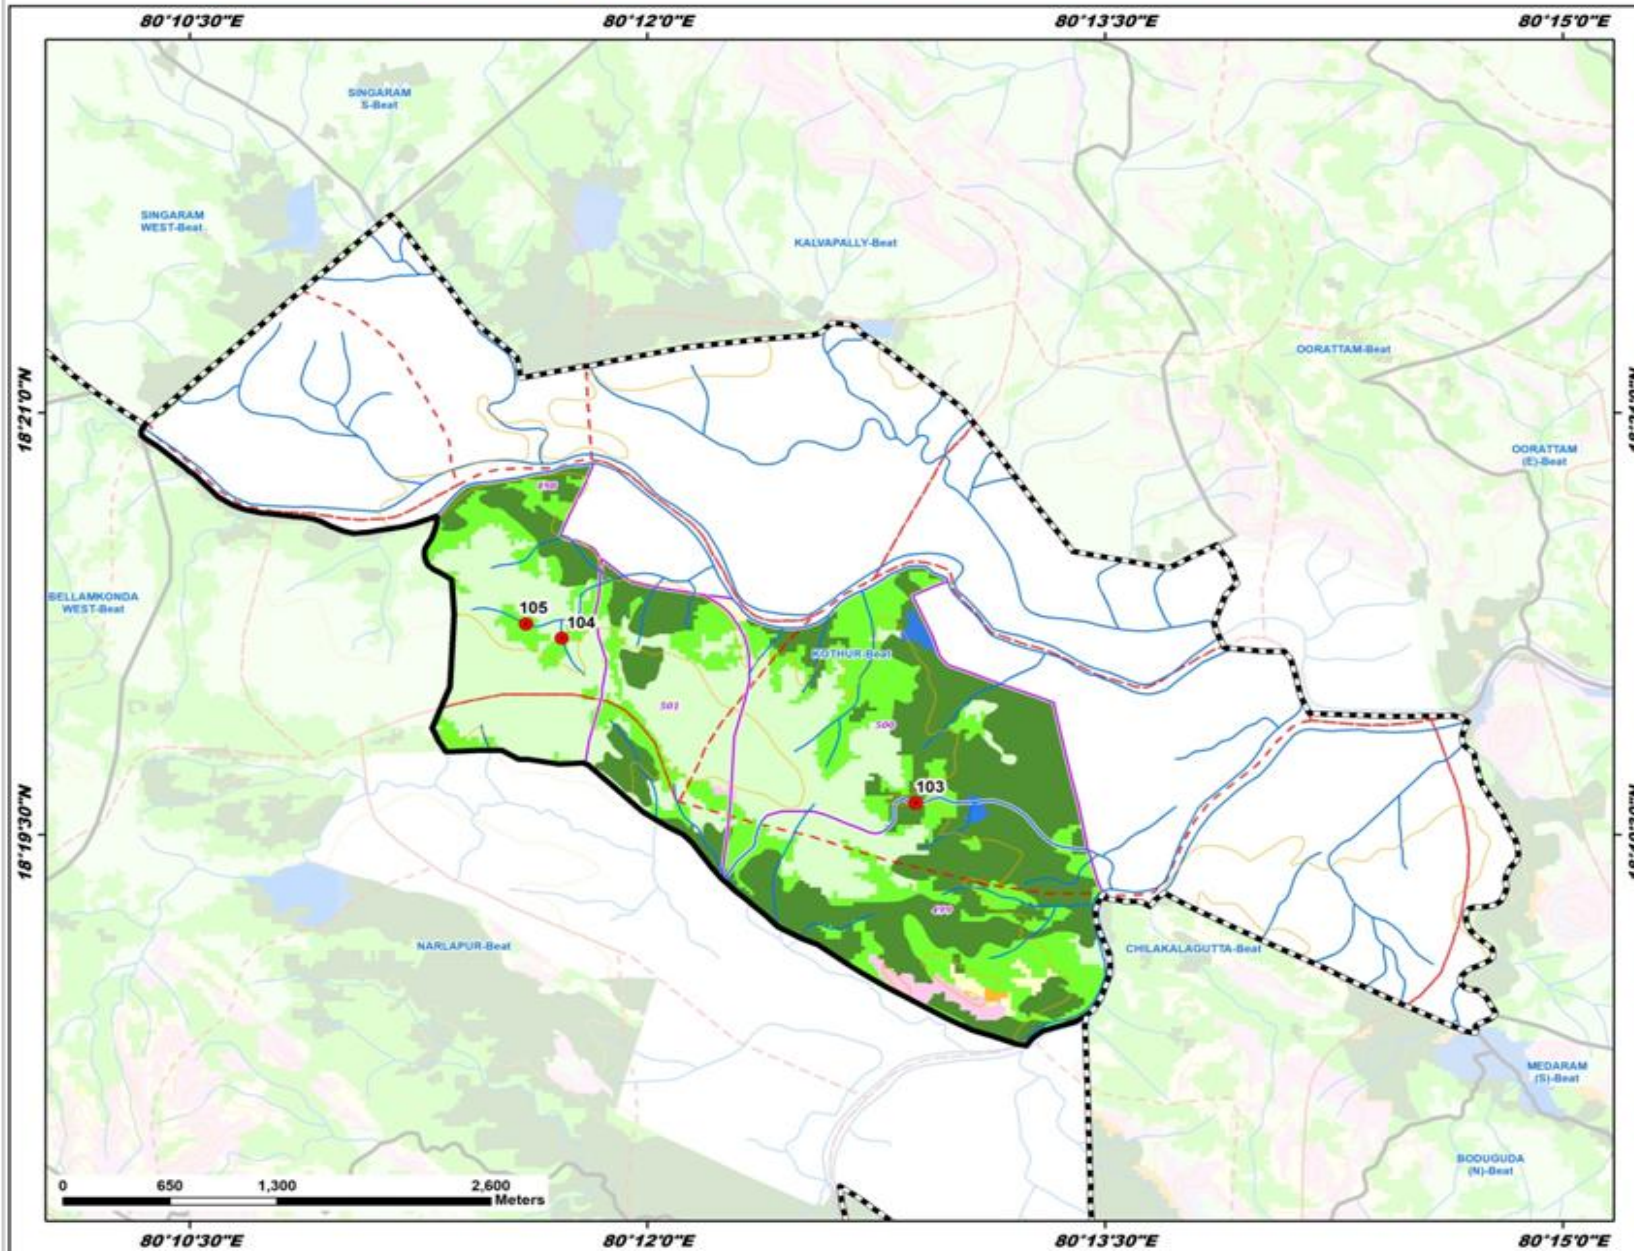 80°10'30"E 80°12'0"E 80°13'30"E 80°15'0"E
SINGARAM
S-Beat
SINGARAM
WEST-Beat
KALVAPALLY-Beat
OORATTAM-Beat
18°21'0"N
OORATTAM
(E)-Beat
498
BELLAMKONDA
WEST-Beat
105
104
KOTHUR-Beat
501
500
103
18°19'30"N
499
NARLAPUR-Beat
CHILAKALAGUTTA-Beat
MEDARAM
(S)-Beat
BODUGUDA
(N)-Beat
0 650 1,300 2,600
Meters
80°10'30"E 80°12'0"E 80°13'30"E 80°15'0"E